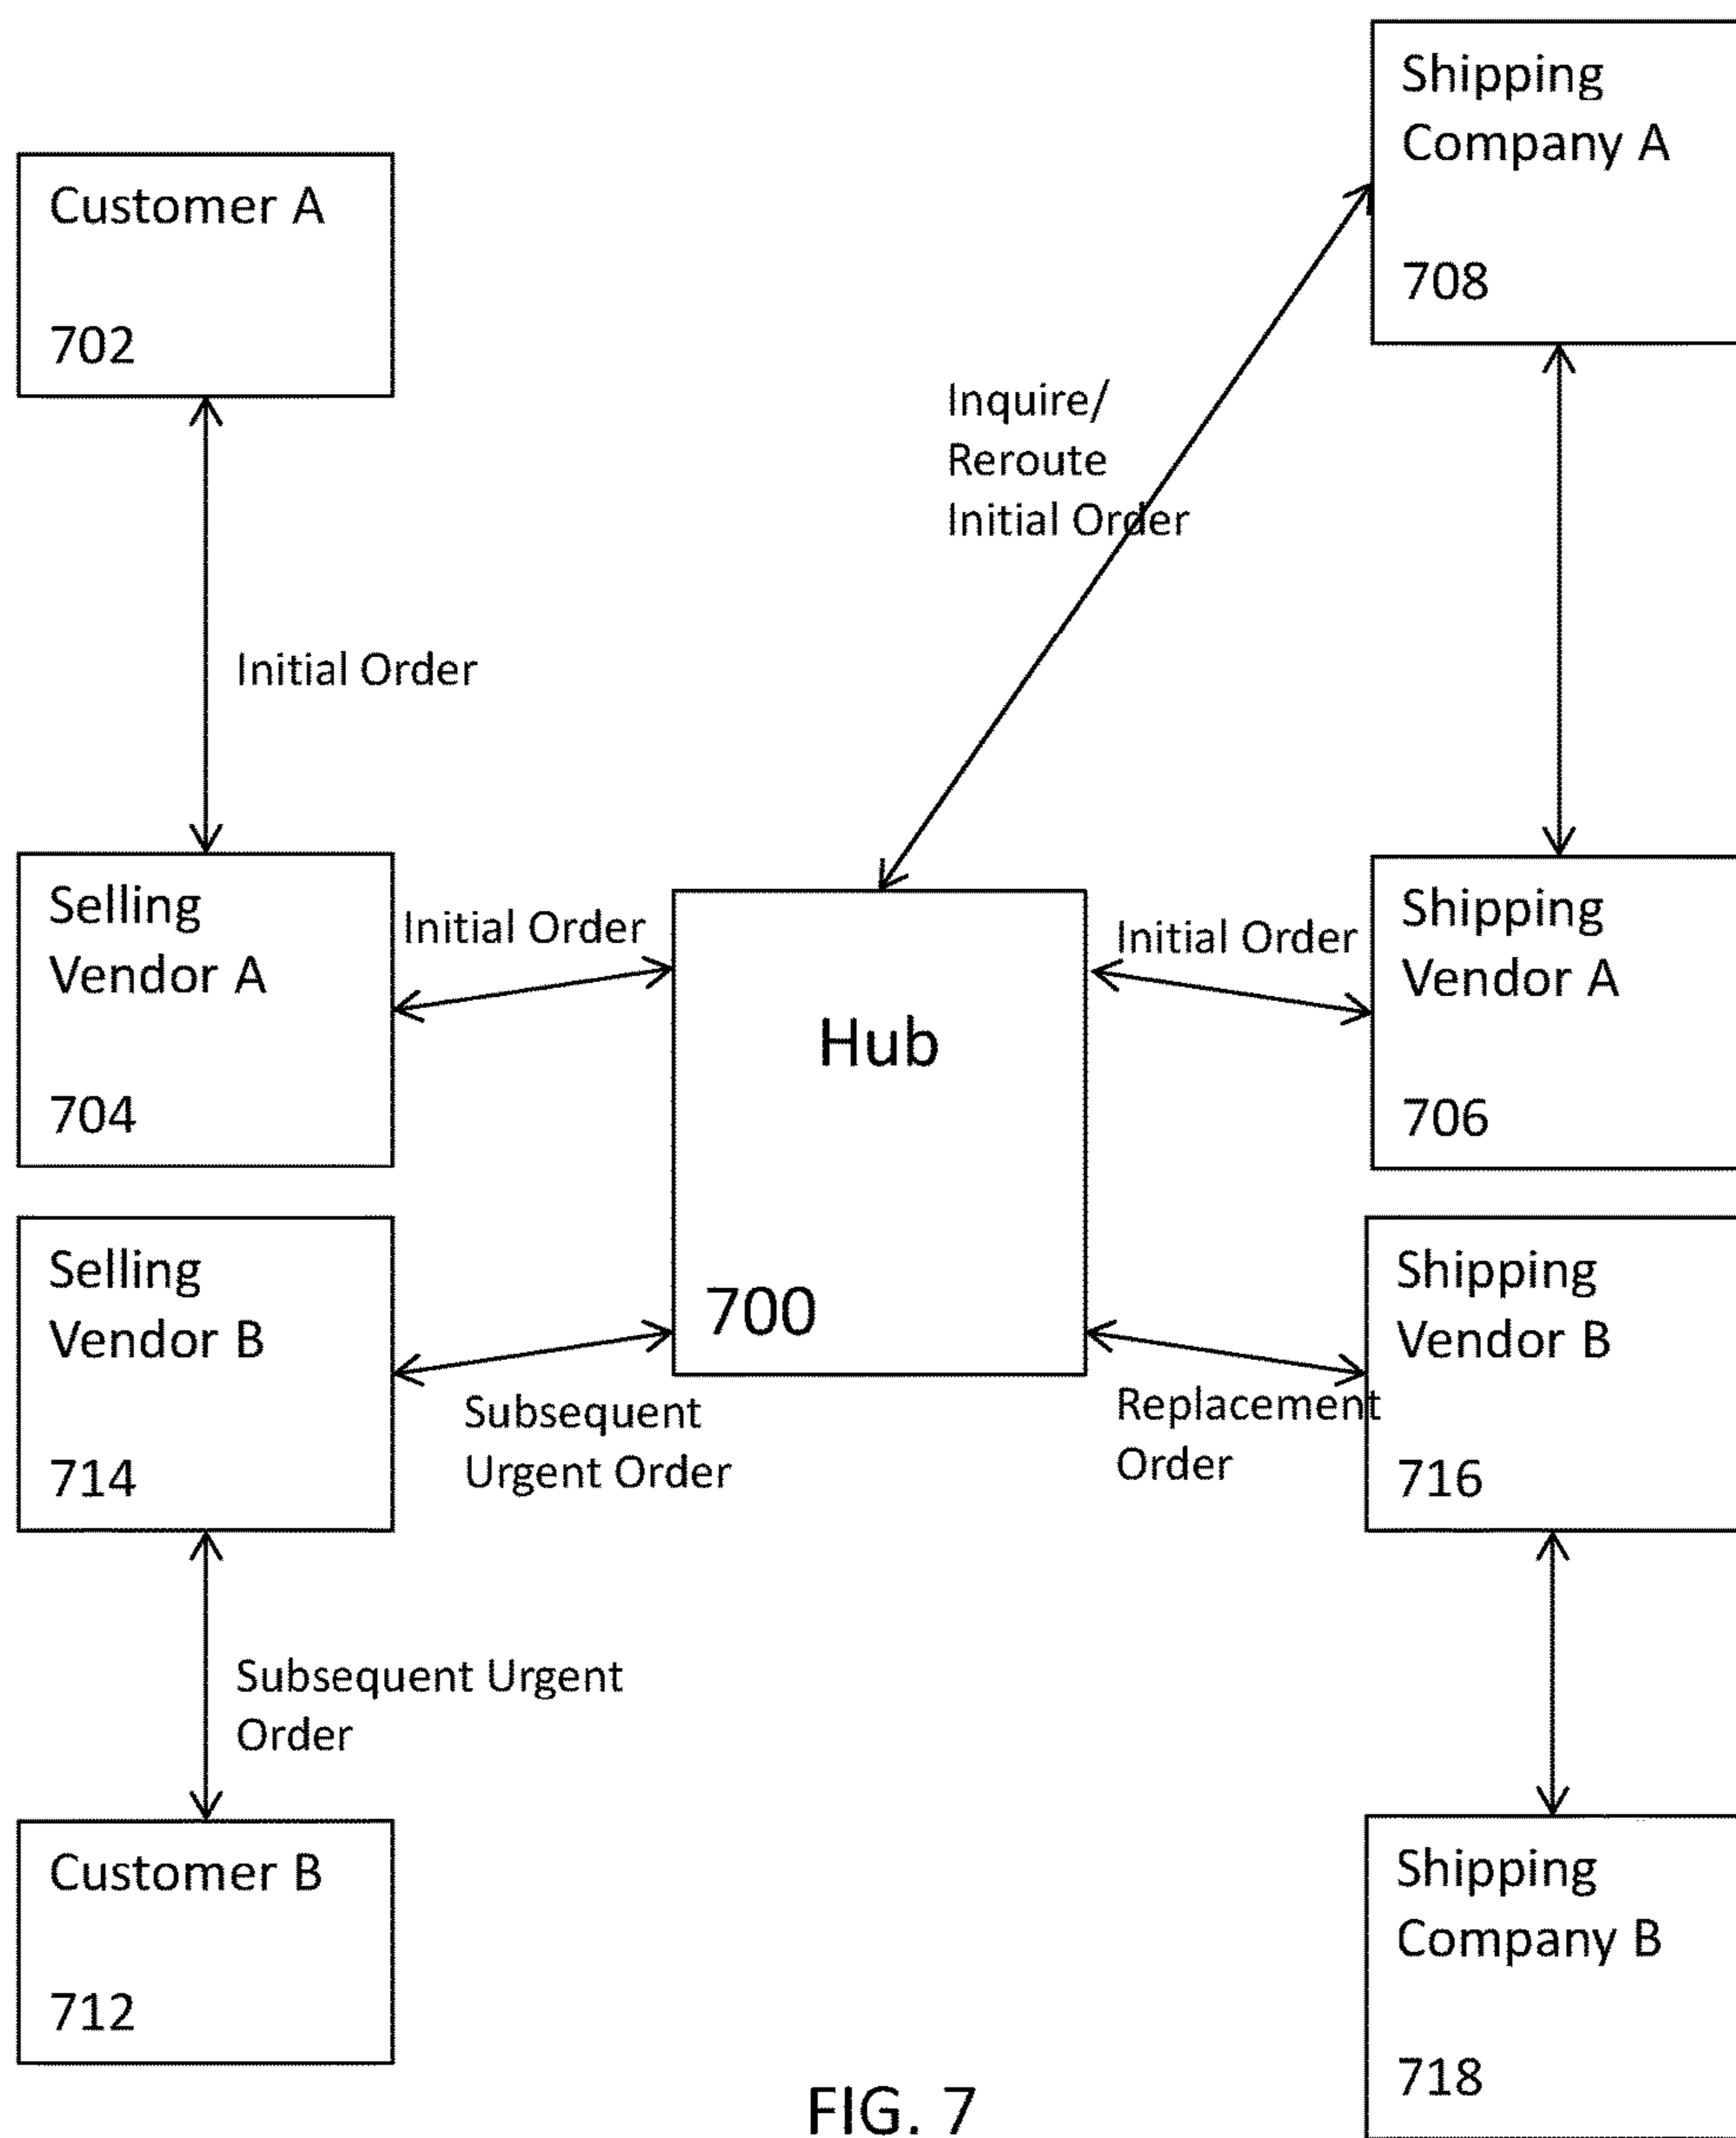 Shipping
Company A
708
Customer A
702
Inquire/
Reroute
Initial Order
Initial Order
Selling
Vendor A
704
Initial Order
Hub
700
Initial Order
Shipping
Vendor A
706
Selling
Vendor B
714
Subsequent
Urgent Order
Replacement
Order
Shipping
Vendor B
716
Subsequent Urgent
Order
Customer B
712
Shipping
Company B
718
FIG. 7